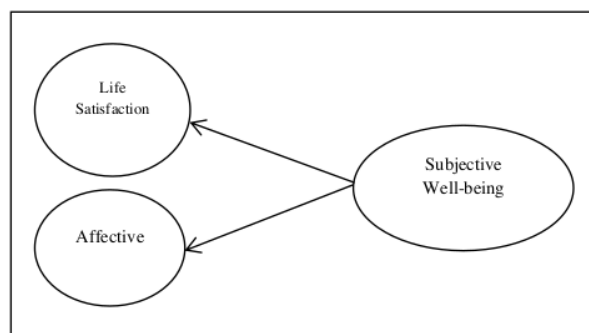 Life
Satisfaction
Subjective
Well-being
Affective